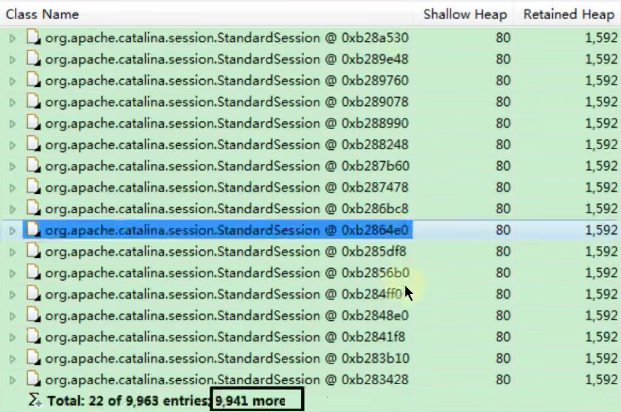 Class Name Shallow Heap Retained Heap
org.apache.catalina.session.StandardSession @ 0xb28a530 80 1,592
org.apache.catalina.session.StandardSession @ 0xb289e48 80 1,592
org.apache.catalina.session.StandardSession @ 0xb289760 80 1,592
org.apache.catalina.session.StandardSession @ 0xb289078 80 1,592
org.apache.catalina.session.StandardSession @ 0xb288990 80 1,592
org.apache.catalina.session.StandardSession @ 0xb288248 80 1,592
org.apache.catalina.session.StandardSession @ 0xb287b60 80 1,592
org.apache.catalina.session.StandardSession @ 0xb287478 80 1,592
org.apache.catalina.session.StandardSession @ 0xb286bc8 80 1,592
org.apache.catalina.session.StandardSession @ 0xb2864e0 80 1,592
org.apache.catalina.session.StandardSession @ 0xb285df8 80 1,592
org.apache.catalina.session.StandardSession @ 0xb2856b0 80 1,592
org.apache.catalina.session.StandardSession @ 0xb284ff0 80 1,592
org.apache.catalina.session.StandardSession @ 0xb2848e0 80 1,592
org.apache.catalina.session.StandardSession @ 0xb2841f8 80 1,592
org.apache.catalina.session.StandardSession @ 0xb283b10 80 1,592
org.apache.catalina.session.StandardSession @ 0xb283428 80 1,592
Total: 22 of 9,963 entries; 9,941 more